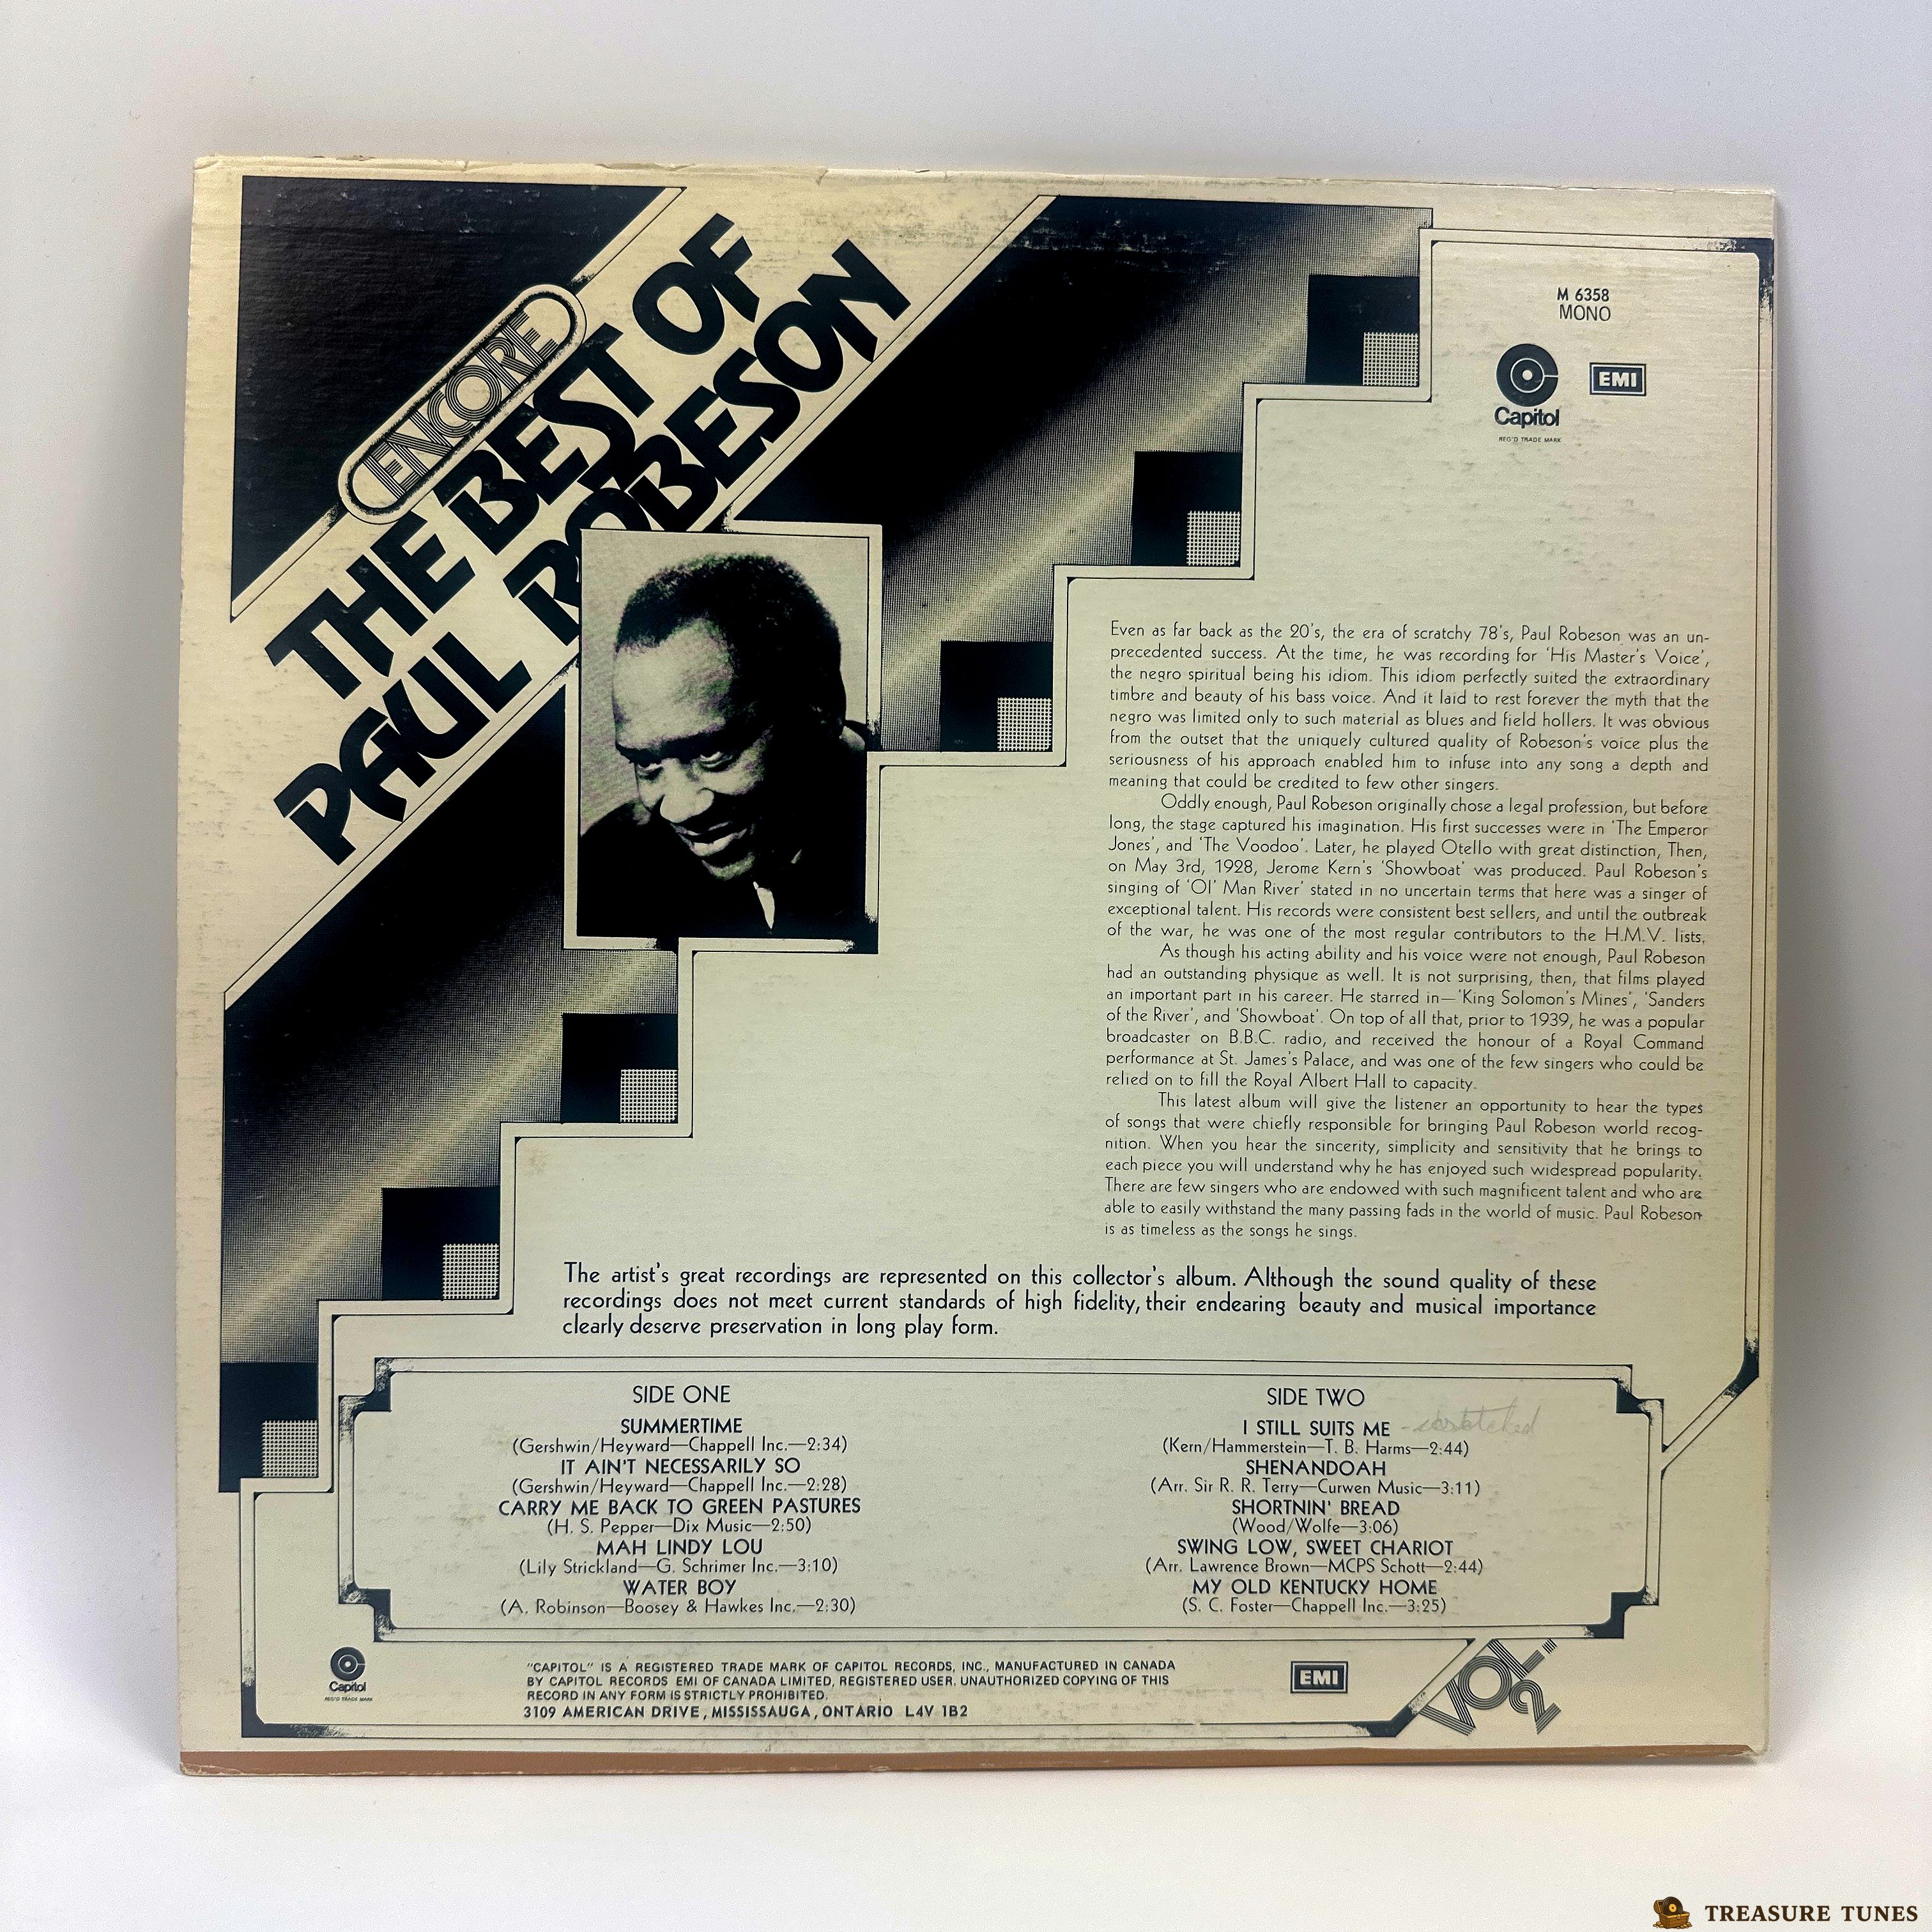 ENCORE
THE BEST OF
PAUL ROBESON
M 6358
MONO
Capitol
REG'D TRADE MARK
EMI
Even as far back as the 20's, the era of scratchy 78's, Paul Robeson was an un-
precedented success. At the time, he was recording for 'His Master's Voice',
the negro spiritual being his idiom. This idiom perfectly suited the extraordinary
timbre and beauty of his bass voice. And it laid to rest forever the myth that the
negro was limited only to such material as blues and field hollers. It was obvious
from the outset that the uniquely cultured quality of Robeson's voice plus the
seriousness of his approach enabled him to infuse into any song a depth and
meaning that could be credited to few other singers.
Oddly enough, Paul Robeson originally chose a legal profession, but before
long, the stage captured his imagination. His first successes were in 'The Emperor
Jones', and 'The Voodoo'. Later, he played Otello with great distinction, Then,
on May 3rd, 1928, Jerome Kern's 'Showboat' was produced. Paul Robeson's
singing of 'Ol' Man River' stated in no uncertain terms that here was a singer of
exceptional talent. His records were consistent best sellers, and until the outbreak
of the war, he was one of the most regular contributors to the H.M.V. lists.
As though his acting ability and his voice were not enough, Paul Robeson
had an outstanding physique as well. It is not surprising, then, that films played
an important part in his career. He starred in—'King Solomon's Mines', 'Sanders
of the River', and 'Showboat'. On top of all that, prior to 1939, he was a popular
broadcaster on B.B.C. radio, and received the honour of a Royal Command
performance at St. James's Palace, and was one of the few singers who could be
relied on to fill the Royal Albert Hall to capacity.
This latest album will give the listener an opportunity to hear the types
of songs that were chiefly responsible for bringing Paul Robeson world recog-
nition. When you hear the sincerity, simplicity and sensitivity that he brings to
each piece you will understand why he has enjoyed such widespread popularity.
There are few singers who are endowed with such magnificent talent and who are
able to easily withstand the many passing fads in the world of music. Paul Robeson
is as timeless as the songs he sings.
The artist's great recordings are represented on this collector's album. Although the sound quality of these
recordings does not meet current standards of high fidelity, their endearing beauty and musical importance
clearly deserve preservation in long play form.
SIDE ONE
SUMMERTIME
(Gershwin/Heyward—Chappell Inc.—2:34)
IT AIN'T NECESSARILY SO
(Gershwin/Heyward—Chappell Inc.—2:28)
CARRY ME BACK TO GREEN PASTURES
(H. S. Pepper—Dix Music—2:50)
MAH LINDY LOU
(Lily Strickland—G. Schrimer Inc.—3:10)
WATER BOY
(A. Robinson—Boosey & Hawkes Inc.—2:30)
SIDE TWO
I STILL SUITS ME
(Kern/Hammerstein—T. B. Harms—2:44)
SHENANDOAH
(Arr. Sir R. R. Terry—Curwen Music—3:11)
SHORTNIN' BREAD
(Wood/Wolfe—3:06)
SWING LOW, SWEET CHARIOT
(Arr. Lawrence Brown—MCPS Schott—2:44)
MY OLD KENTUCKY HOME
(S. C. Foster—Chappell Inc.—3:25)
Capitol
REG'D TRADE MARK
"CAPITOL" IS A REGISTERED TRADE MARK OF CAPITOL RECORDS, INC., MANUFACTURED IN CANADA
BY CAPITOL RECORDS EMI OF CANADA LIMITED, REGISTERED USER. UNAUTHORIZED COPYING OF THIS
RECORD IN ANY FORM IS STRICTLY PROHIBITED.
3109 AMERICAN DRIVE, MISSISSAUGA, ONTARIO L4V 1B2
EMI
VOL. 2
TREASURE TUNES